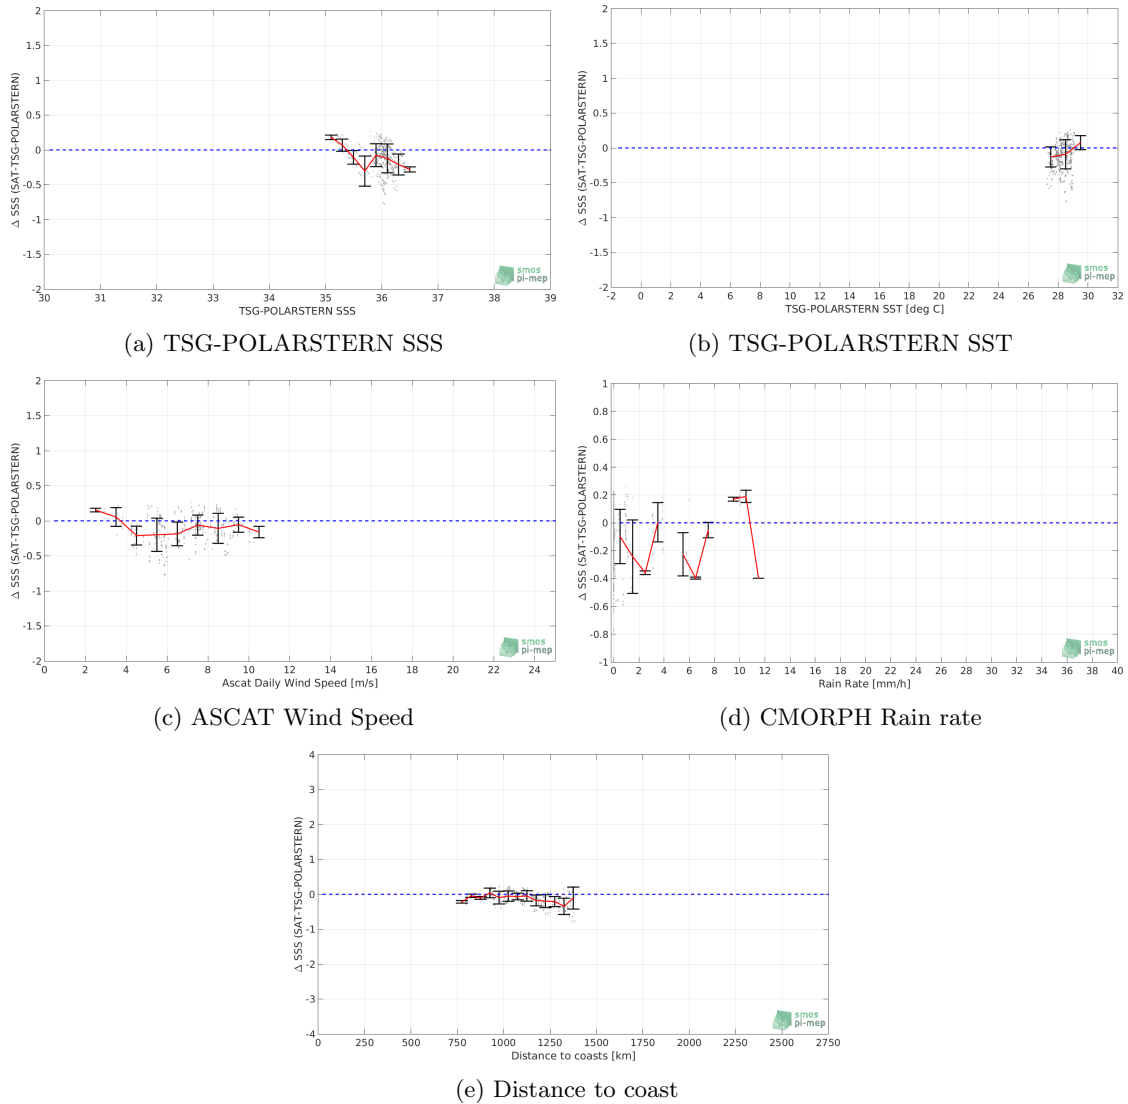 2
1.5
1
0.5
0
-0.5
-1
-1.5
-2
Δ SSS (SAT-TSG-POLARSTERN)
30 31 32 33 34 35 36 37 38 39
TSG-POLARSTERN SSS
smos
pi-mep
(a) TSG-POLARSTERN SSS
2
1.5
1
0.5
0
-0.5
-1
-1.5
-2
Δ SSS (SAT-TSG-POLARSTERN)
-2 0 2 4 6 8 10 12 14 16 18 20 22 24 26 28 30 32
TSG-POLARSTERN SST [deg C]
smos
pi-mep
(b) TSG-POLARSTERN SST
2
1.5
1
0.5
0
-0.5
-1
-1.5
-2
Δ SSS (SAT-TSG-POLARSTERN)
0 2 4 6 8 10 12 14 16 18 20 22 24
Ascat Daily Wind Speed [m/s]
smos
pi-mep
(c) ASCAT Wind Speed
1
0.8
0.6
0.4
0.2
0
-0.2
-0.4
-0.6
-0.8
-1
Δ SSS (SAT-TSG-POLARSTERN)
0 2 4 6 8 10 12 14 16 18 20 22 24 26 28 30 32 34 36 38 40
Rain Rate [mm/h]
smos
pi-mep
(d) CMORPH Rain rate
4
3
2
1
0
-1
-2
-3
-4
Δ SSS (SAT-TSG-POLARSTERN)
0 250 500 750 1000 1250 1500 1750 2000 2250 2500 2750
Distance to coasts [km]
smos
pi-mep
(e) Distance to coast